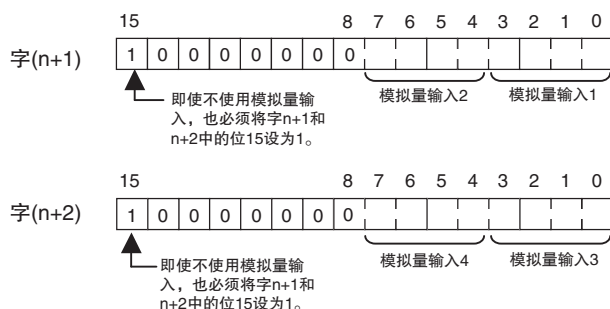 15 8 7 6 5 4 3 2 1 0
字(n+1) 1 0 0 0 0 0 0 0
模拟量输入2 模拟量输入1
即使不使用模拟量输
入，也必须将字n+1和
n+2中的位15设为1。
15 8 7 6 5 4 3 2 1 0
字(n+2) 1 0 0 0 0 0 0 0
模拟量输入4 模拟量输入3
即使不使用模拟量输
入，也必须将字n+1和
n+2中的位15设为1。